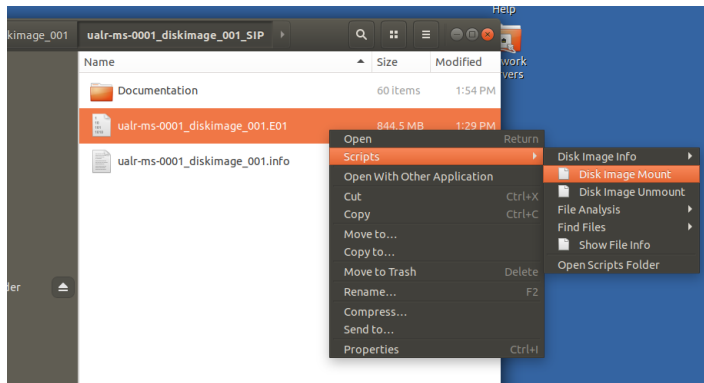 Help
kimage_001 ualr-ms-0001_diskimage_001_SIP
Name Size Modified
work
vers
Documentation 60 items 1:54 PM
ualr-ms-0001_diskimage_001.E01 844.5 MB 1:29 PM
ualr-ms-0001_diskimage_001.info
Open Return
Scripts
Open With Other Application
Cut Ctrl+X
Copy Ctrl+C
Move to…
Copy to…
Move to Trash Delete
Rename… F2
Compress…
Send to…
Properties Ctrl+I
Disk Image Info
Disk Image Mount
Disk Image Unmount
File Analysis
Find Files
Show File Info
Open Scripts Folder
der